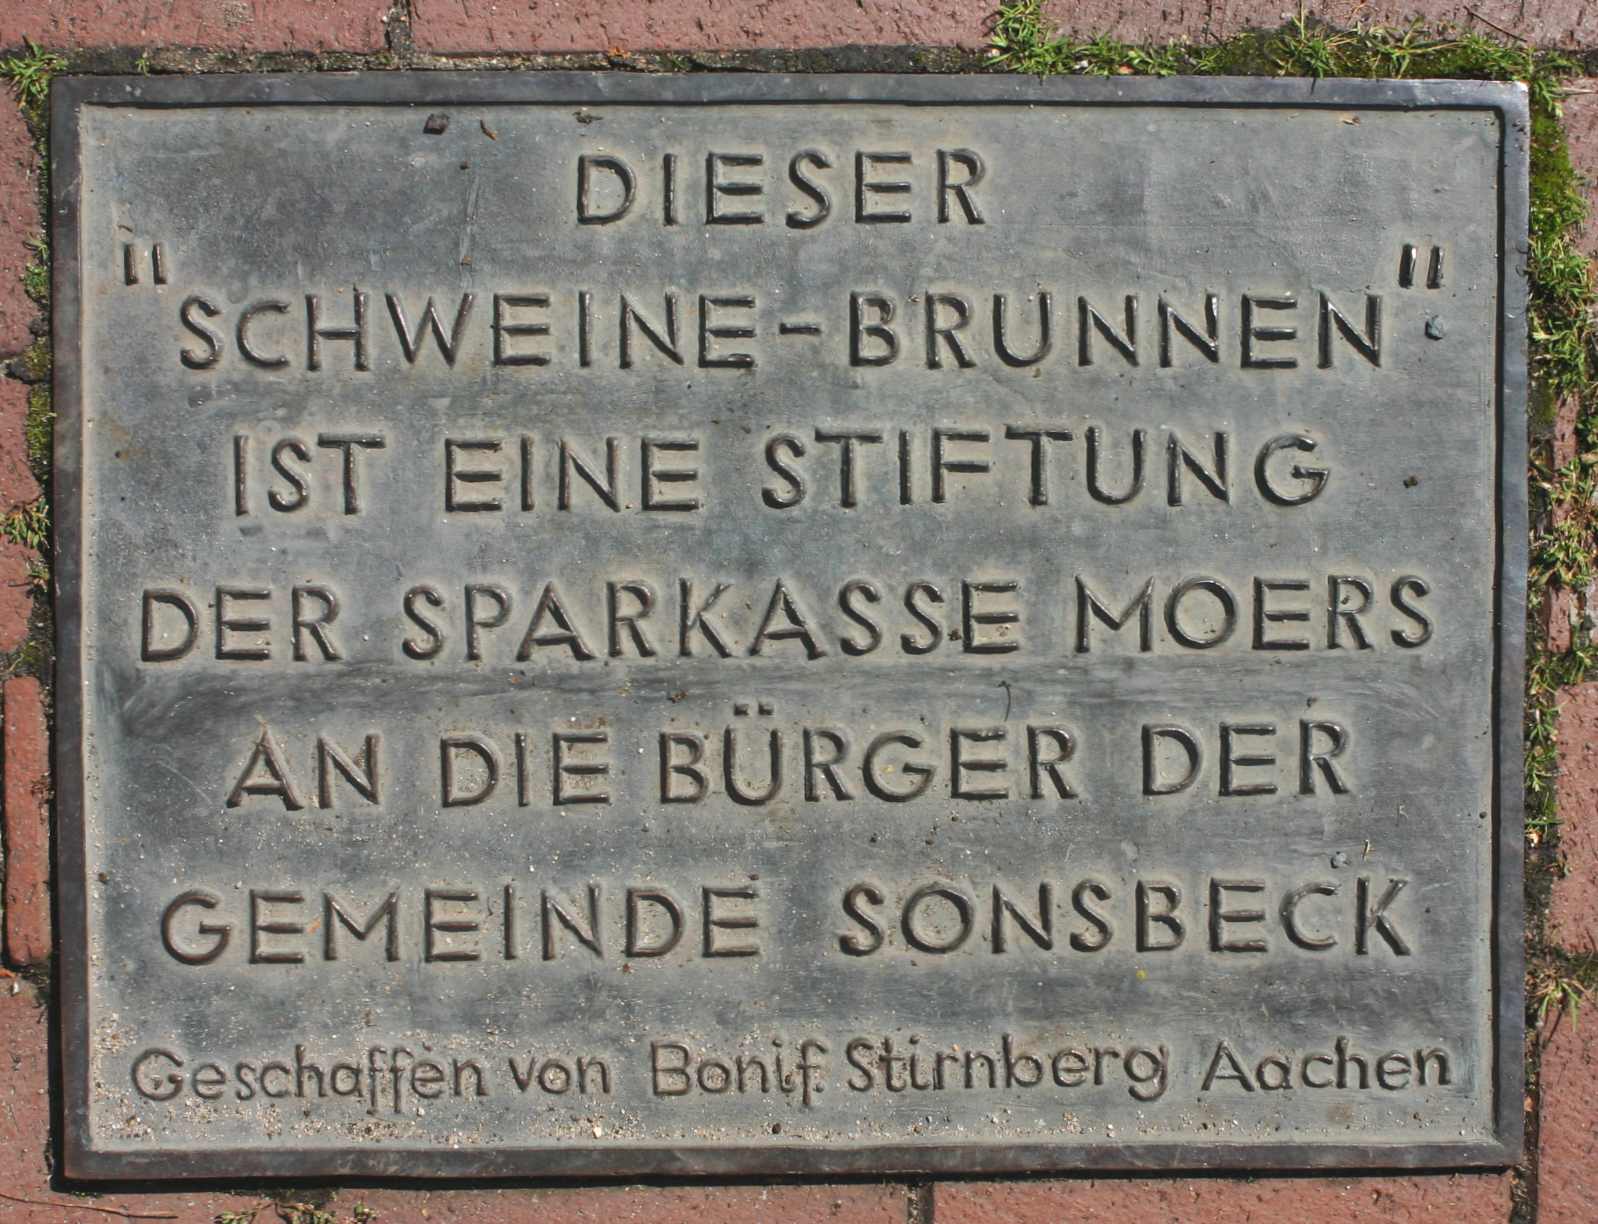 DIESER
"SCHWEINE-BRUNNEN"
IST EINE STIFTUNG
DER SPARKASSE MOERS
AN DIE BÜRGER DER
GEMEINDE SONSBECK
Geschaffen von Bonif. Stirnberg Aachen